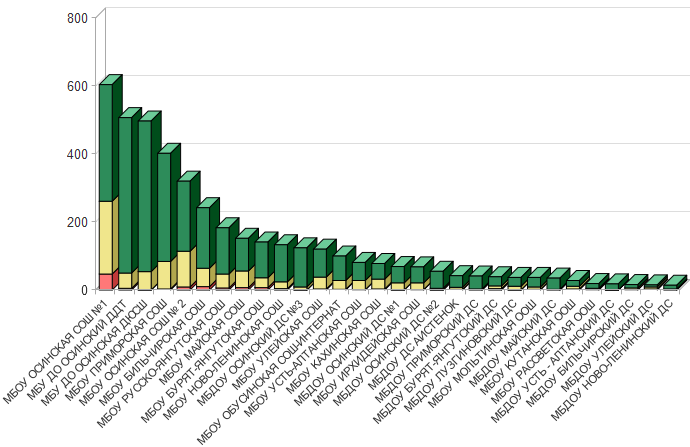 800
600
400
200
0
МБОУ ОСИНСКАЯ СОШ №1
МБУ ДО ОСИНСКИЙ ДДТ
МБУ ДО ОСИНСКАЯ ДЮСШ
МБОУ ПРИМОРСКАЯ СОШ
МБОУ ОСИНСКАЯ СОШ № 2
МБОУ БИЛЬЧИРСКАЯ СОШ
МБОУ РУССКО-ЯНГУТСКАЯ СОШ
МБОУ МАЙСКАЯ СОШ
МБОУ БУРЯТ-ЯНГУТСКАЯ СОШ
МБОУ НОВО-ЛЕНИНСКАЯ СОШ
МБДОУ ОСИНСКИЙ ДС №3
МБОУ УЛЕЙСКАЯ СОШ
МБОУ ОБУСИНСКАЯ СОШ-ИНТЕРНАТ
МБОУ УСТЬ-АЛТАНСКАЯ СОШ
МБОУ КАХИНСКАЯ СОШ
МБДОУ ОСИНСКИЙ ДС №1
МБОУ ИРХИДЕЙСКАЯ СОШ
МБДОУ ОСИНСКИЙ ДС №2
МБДОУ ДС АИСТЕНОК
МБДОУ ПРИМОРСКИЙ ДС
МБДОУ БУРЯТ-ЯНГУТСКИЙ ДС
МБДОУ ЛУЗГИНОВСКИЙ ДС
МБОУ МОЛЬТИНСКАЯ ООШ
МБДОУ МАЙСКИЙ ДС
МБОУ КУТАНСКАЯ ООШ
МБОУ РАССВЕТСКАЯ ООШ
МБДОУ УСТЬ - АЛТАНСКИЙ ДС
МБДОУ БИЛЬЧИРСКИЙ ДС
МБДОУ УЛЕЙСКИЙ ДС
МБДОУ НОВО-ЛЕНИНСКИЙ ДС